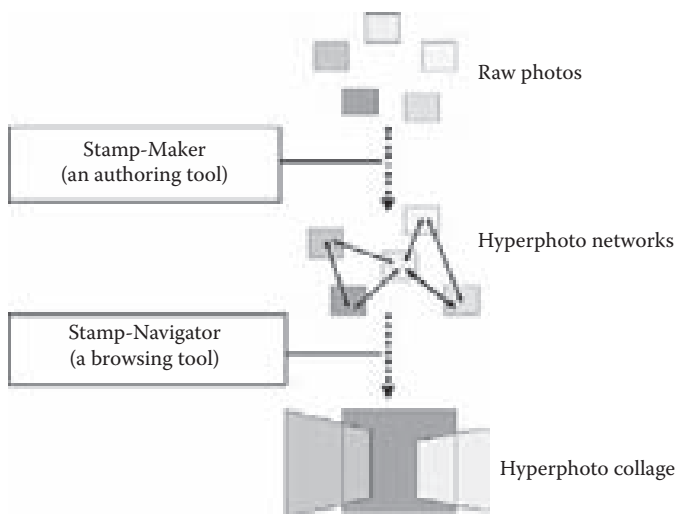 Raw photos
Stamp-Maker
(an authoring tool)
Hyperphoto networks
Stamp-Navigator
(a browsing tool)
Hyperphoto collage